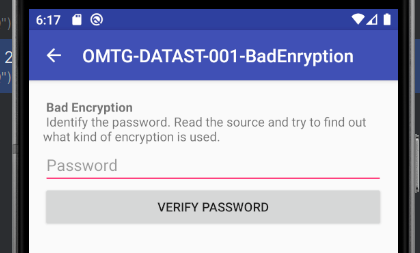 6:17
OMTG-DATAST-001-BadEnryption
Bad Encryption
Identify the password. Read the source and try to find out
what kind of encryption is used.
Password
VERIFY PASSWORD